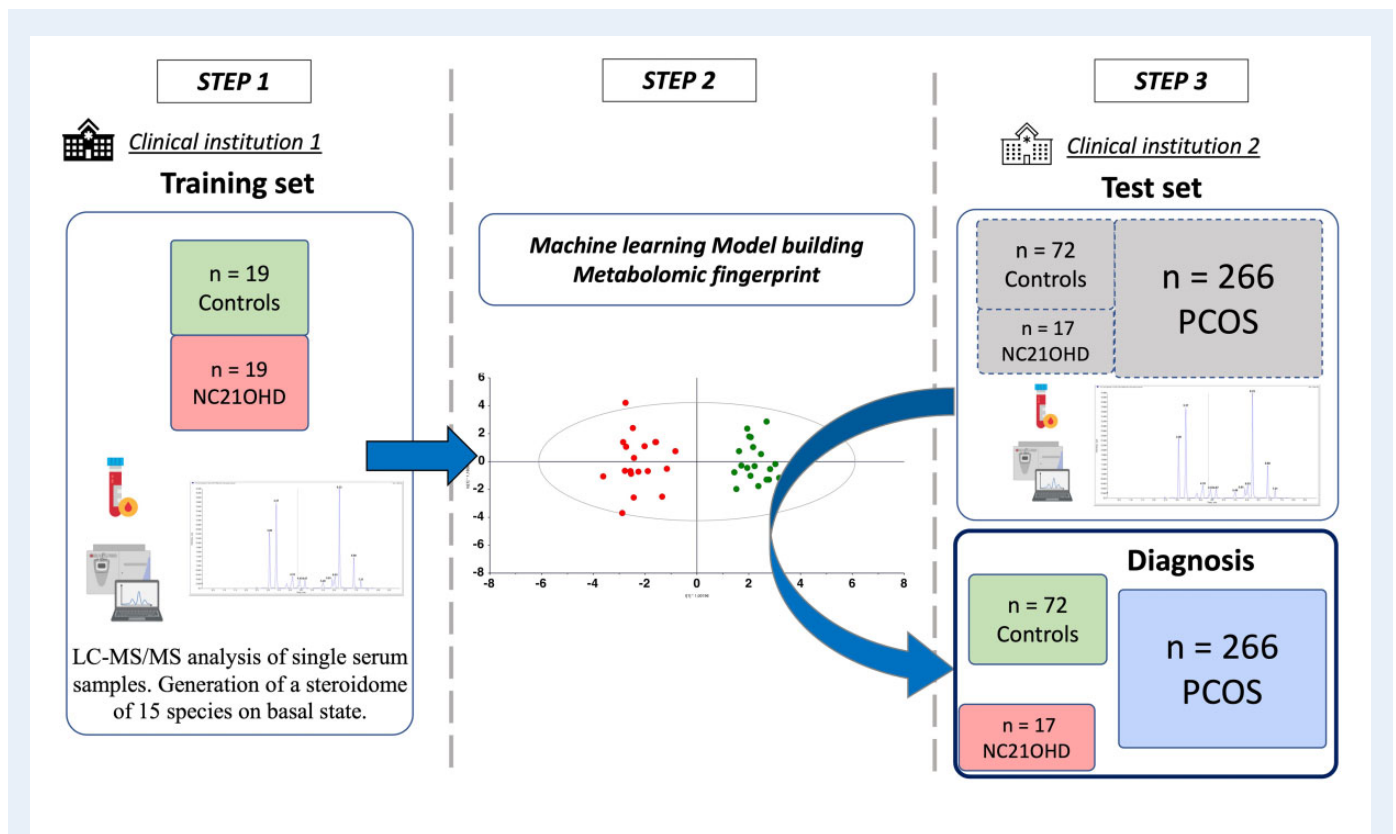 STEP 1
Clinical institution 1
Training set
n = 19
Controls
n = 19
NC21OHD
LC-MS/MS analysis of single serum
samples. Generation of a steroidome
of 15 species on basal state.
STEP 2
Machine learning Model building
Metabolomic fingerprint
6
4
2
0
-2
-4
-6
-8
-8
-6
-4
-2
0
2
4
6
8
STEP 3
Clinical institution 2
Test set
n = 72
Controls
n = 17
NC21OHD
n = 266
PCOS
Diagnosis
n = 72
Controls
n = 17
NC21OHD
n = 266
PCOS